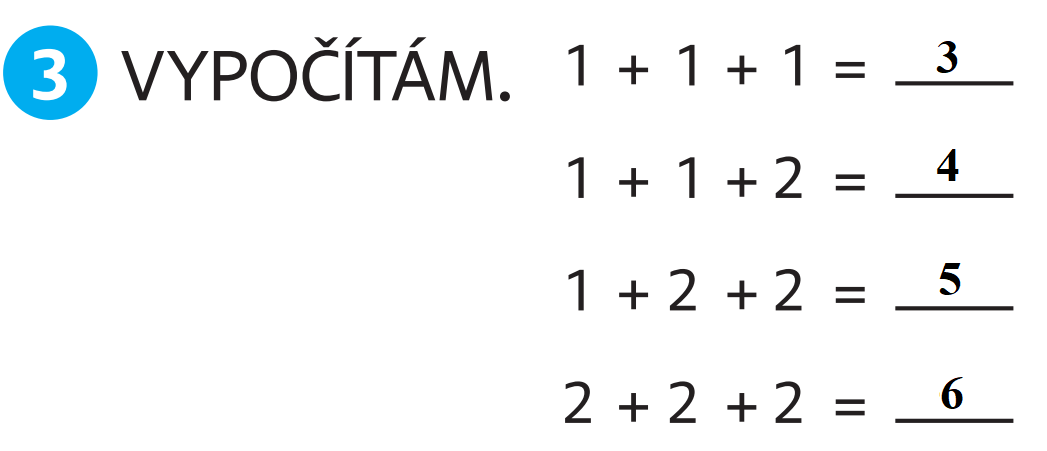 3 VYPOČÍTÁM. 1 + 1 + 1 = 3
1 + 1 + 2 = 4
1 + 2 + 2 = 5
2 + 2 + 2 = 6